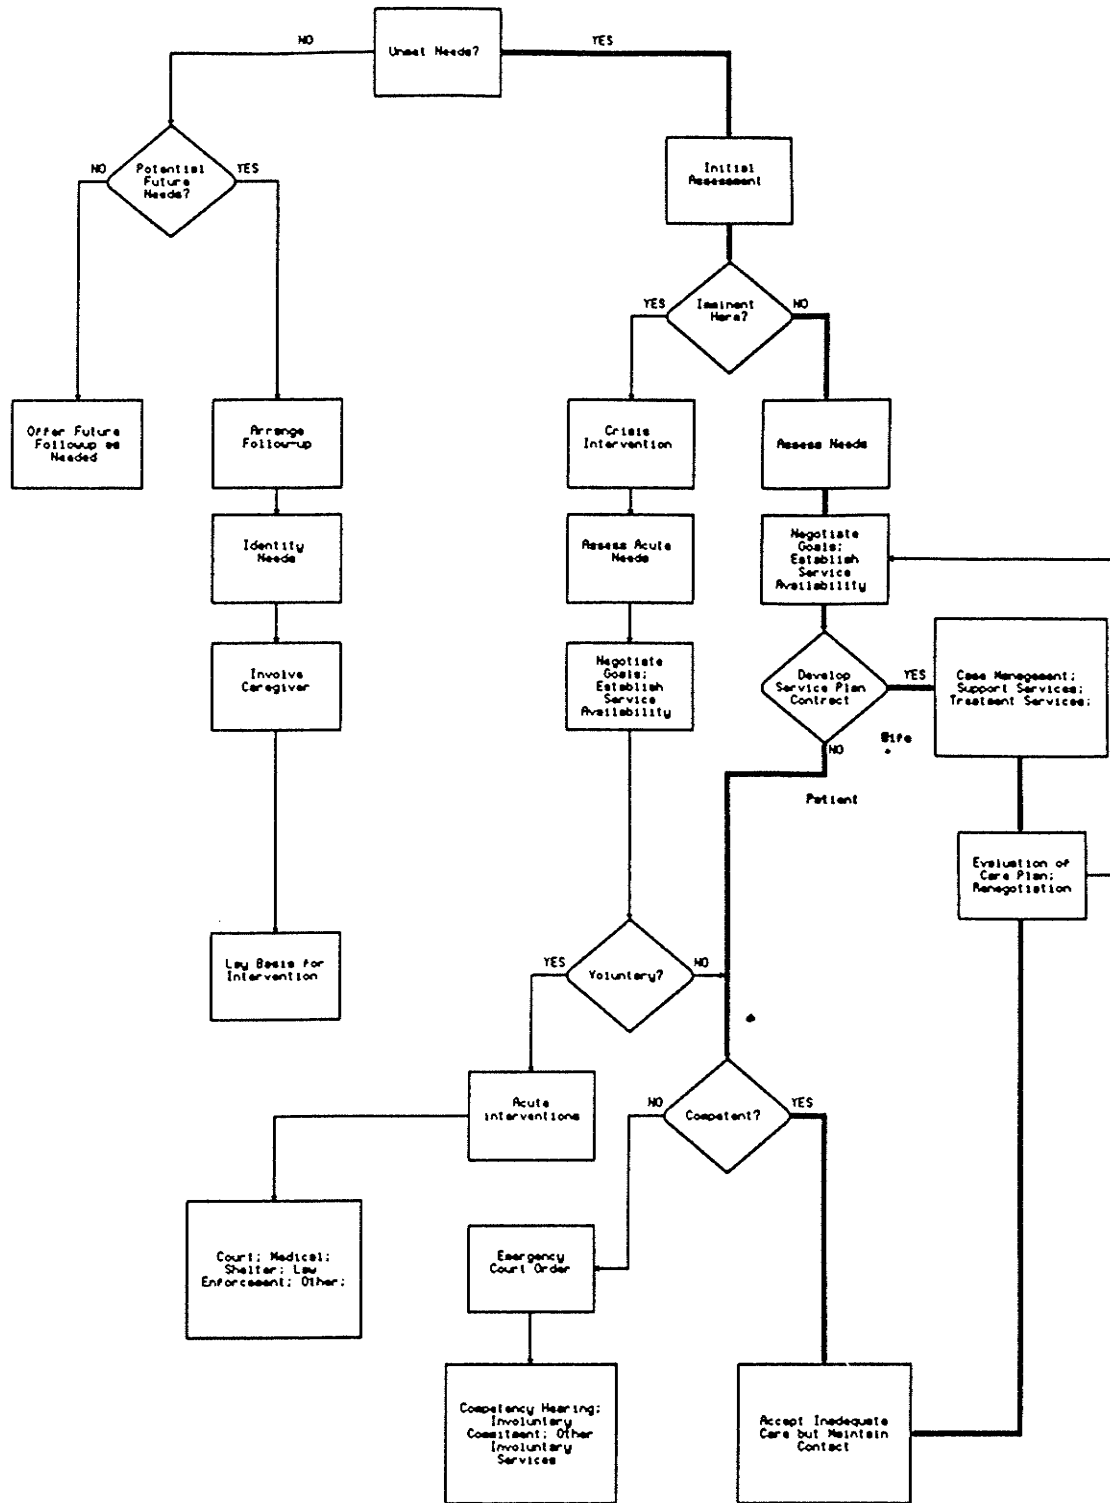 NO
Unmet Needs?
YES
NO
Potential
Future
Needs?
YES
Initial
Assessment
YES
Imminent
Harm?
NO
Offer Future
Followup as
Needed
Arrange
Follow-up
Crisis
Intervention
Assess Needs
Identity
Needs
Assess Acute
Needs
Negotiate
Goals;
Establish
Service
Availability
Involve
Caregiver
Negotiate
Goals;
Establish
Service
Availability
Develop
Service Plan
Contract
YES
Case Management;
Support Services;
Treatment Services;
NO
Wife
Patient
Evaluation of
Care Plan;
Renegotiation
Lay Basis for
Intervention
YES
Voluntary?
NO
Acute
interventions
NO
Competent?
YES
Court; Medical;
Shelter; Law
Enforcement; Other;
Emergency
Court Order
Competency Hearing;
Involuntary
Commitment; Other
Involuntary
Services
Accept Inadequate
Care but Maintain
Contact